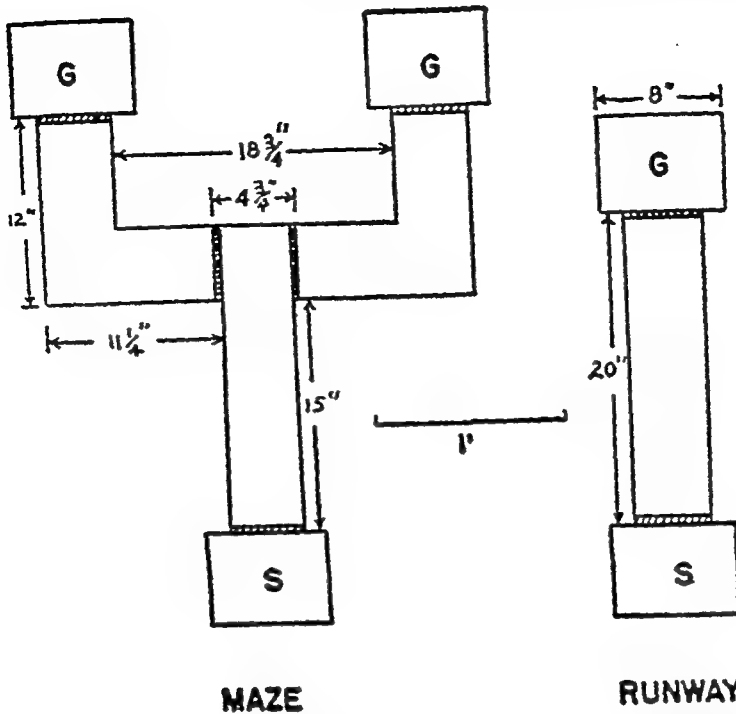 G
G
8"
G
18 3/4"
4 3/4"
12"
11 1/4"
15"
20"
1'
S
S
MAZE
RUNWAY